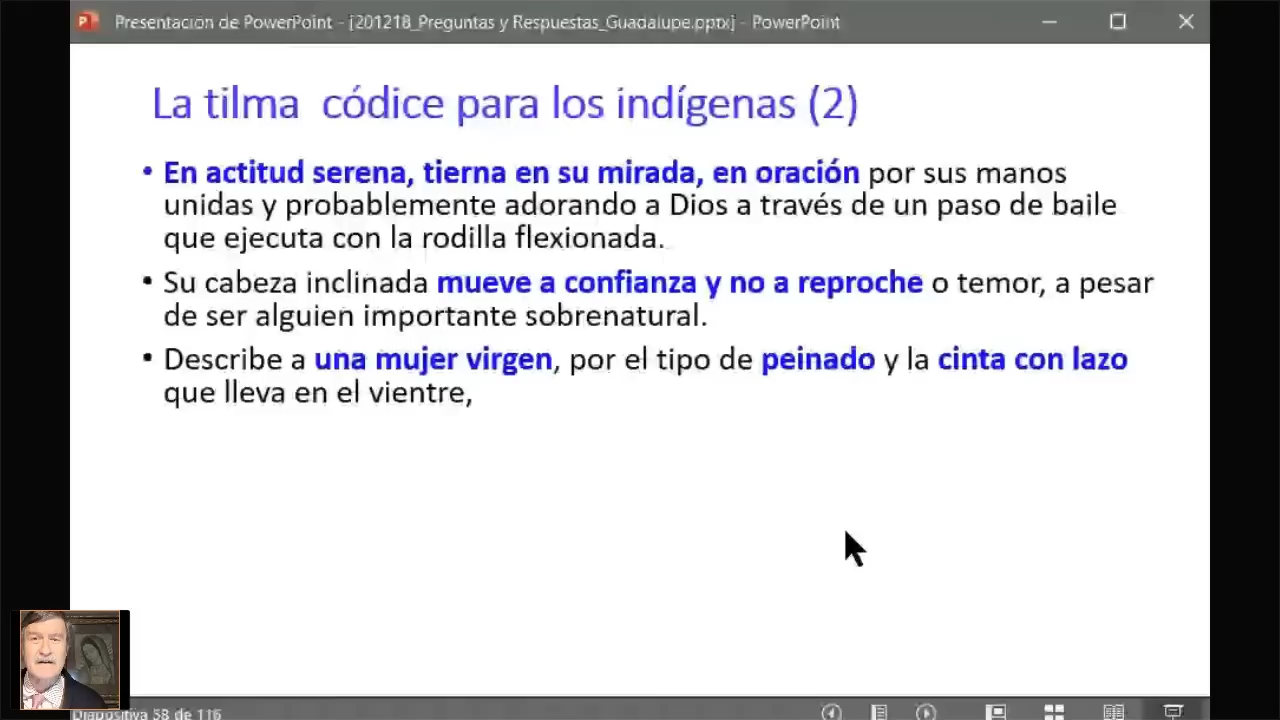 Presentación de PowerPoint - [201218_Preguntas y Respuestas_Guadalupe.pptx] - PowerPoint
La tilma códice para los indígenas (2)
• En actitud serena, tierna en su mirada, en oración por sus manos
unidas y probablemente adorando a Dios a través de un paso de baile
que ejecuta con la rodilla flexionada.
• Su cabeza inclinada mueve a confianza y no a reproche o temor, a pesar
de ser alguien importante sobrenatural.
• Describe a una mujer virgen, por el tipo de peinado y la cinta con lazo
que lleva en el vientre,
Diapositiva 58 de 116